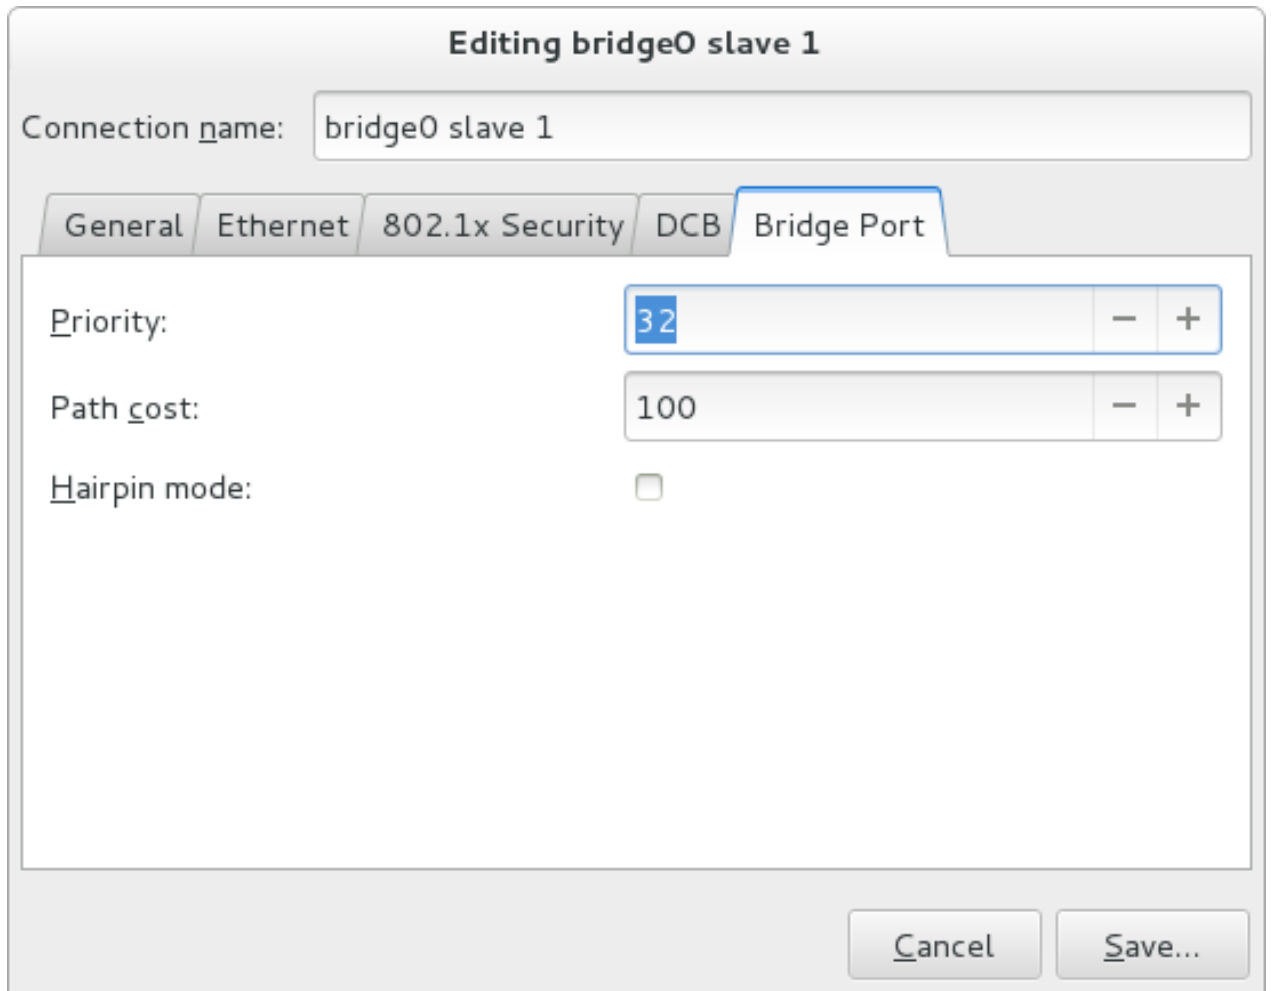 Editing bridge0 slave 1
Connection name: bridge0 slave 1
General Ethernet 802.1x Security DCB Bridge Port
Priority: 32 − +
Path cost: 100 − +
Hairpin mode:
Cancel Save...